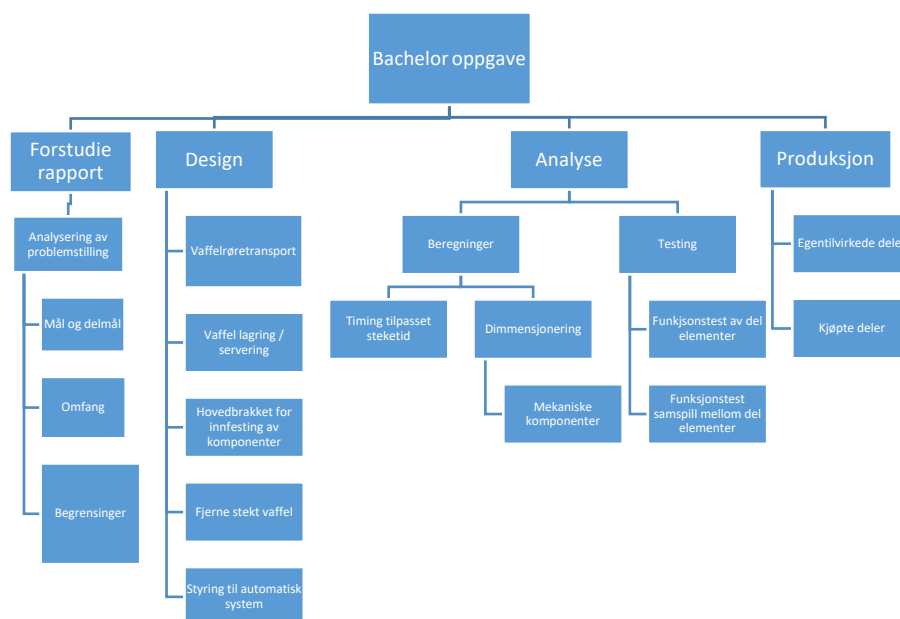 Bachelor oppgave
Forstudie
rapport
Design
Analyse
Produksjon
Analysering av
problemstilling
Mål og delmål
Omfang
Begrensinger
Vaffelrøretransport
Vaffel lagring /
servering
Hovedbrakket for
innfesting av
komponenter
Fjerne stekt vaffel
Styring til automatisk
system
Beregninger
Timing tilpasset
steketid
Dimmensjonering
Mekaniske
komponenter
Testing
Funkjsonstest av del
elementer
Funksjonstest
samspill mellom del
elementer
Egentilvirkede dele
Kjøpte deler